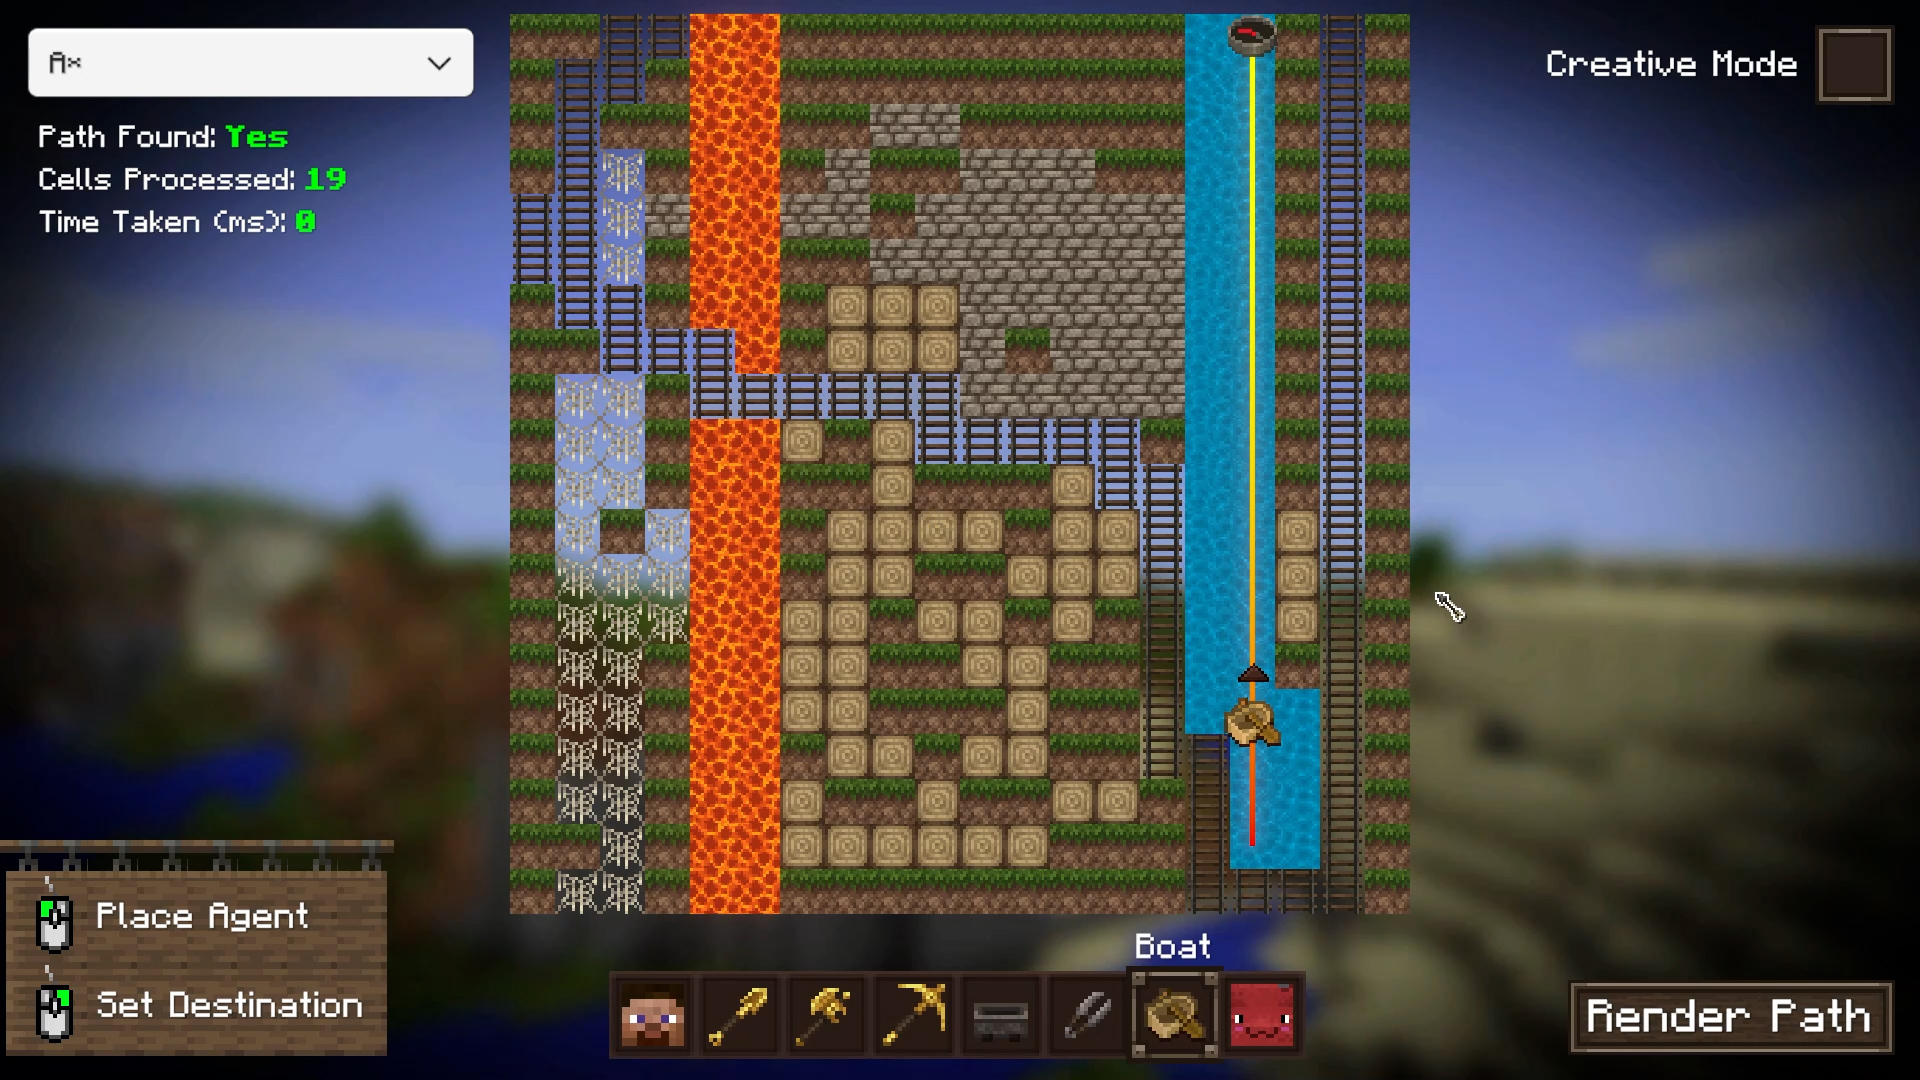 A*
Creative Mode
Path Found: Yes
Cells Processed: 19
Time Taken (ms): 0
Place Agent
Set Destination
Boat
Render Path